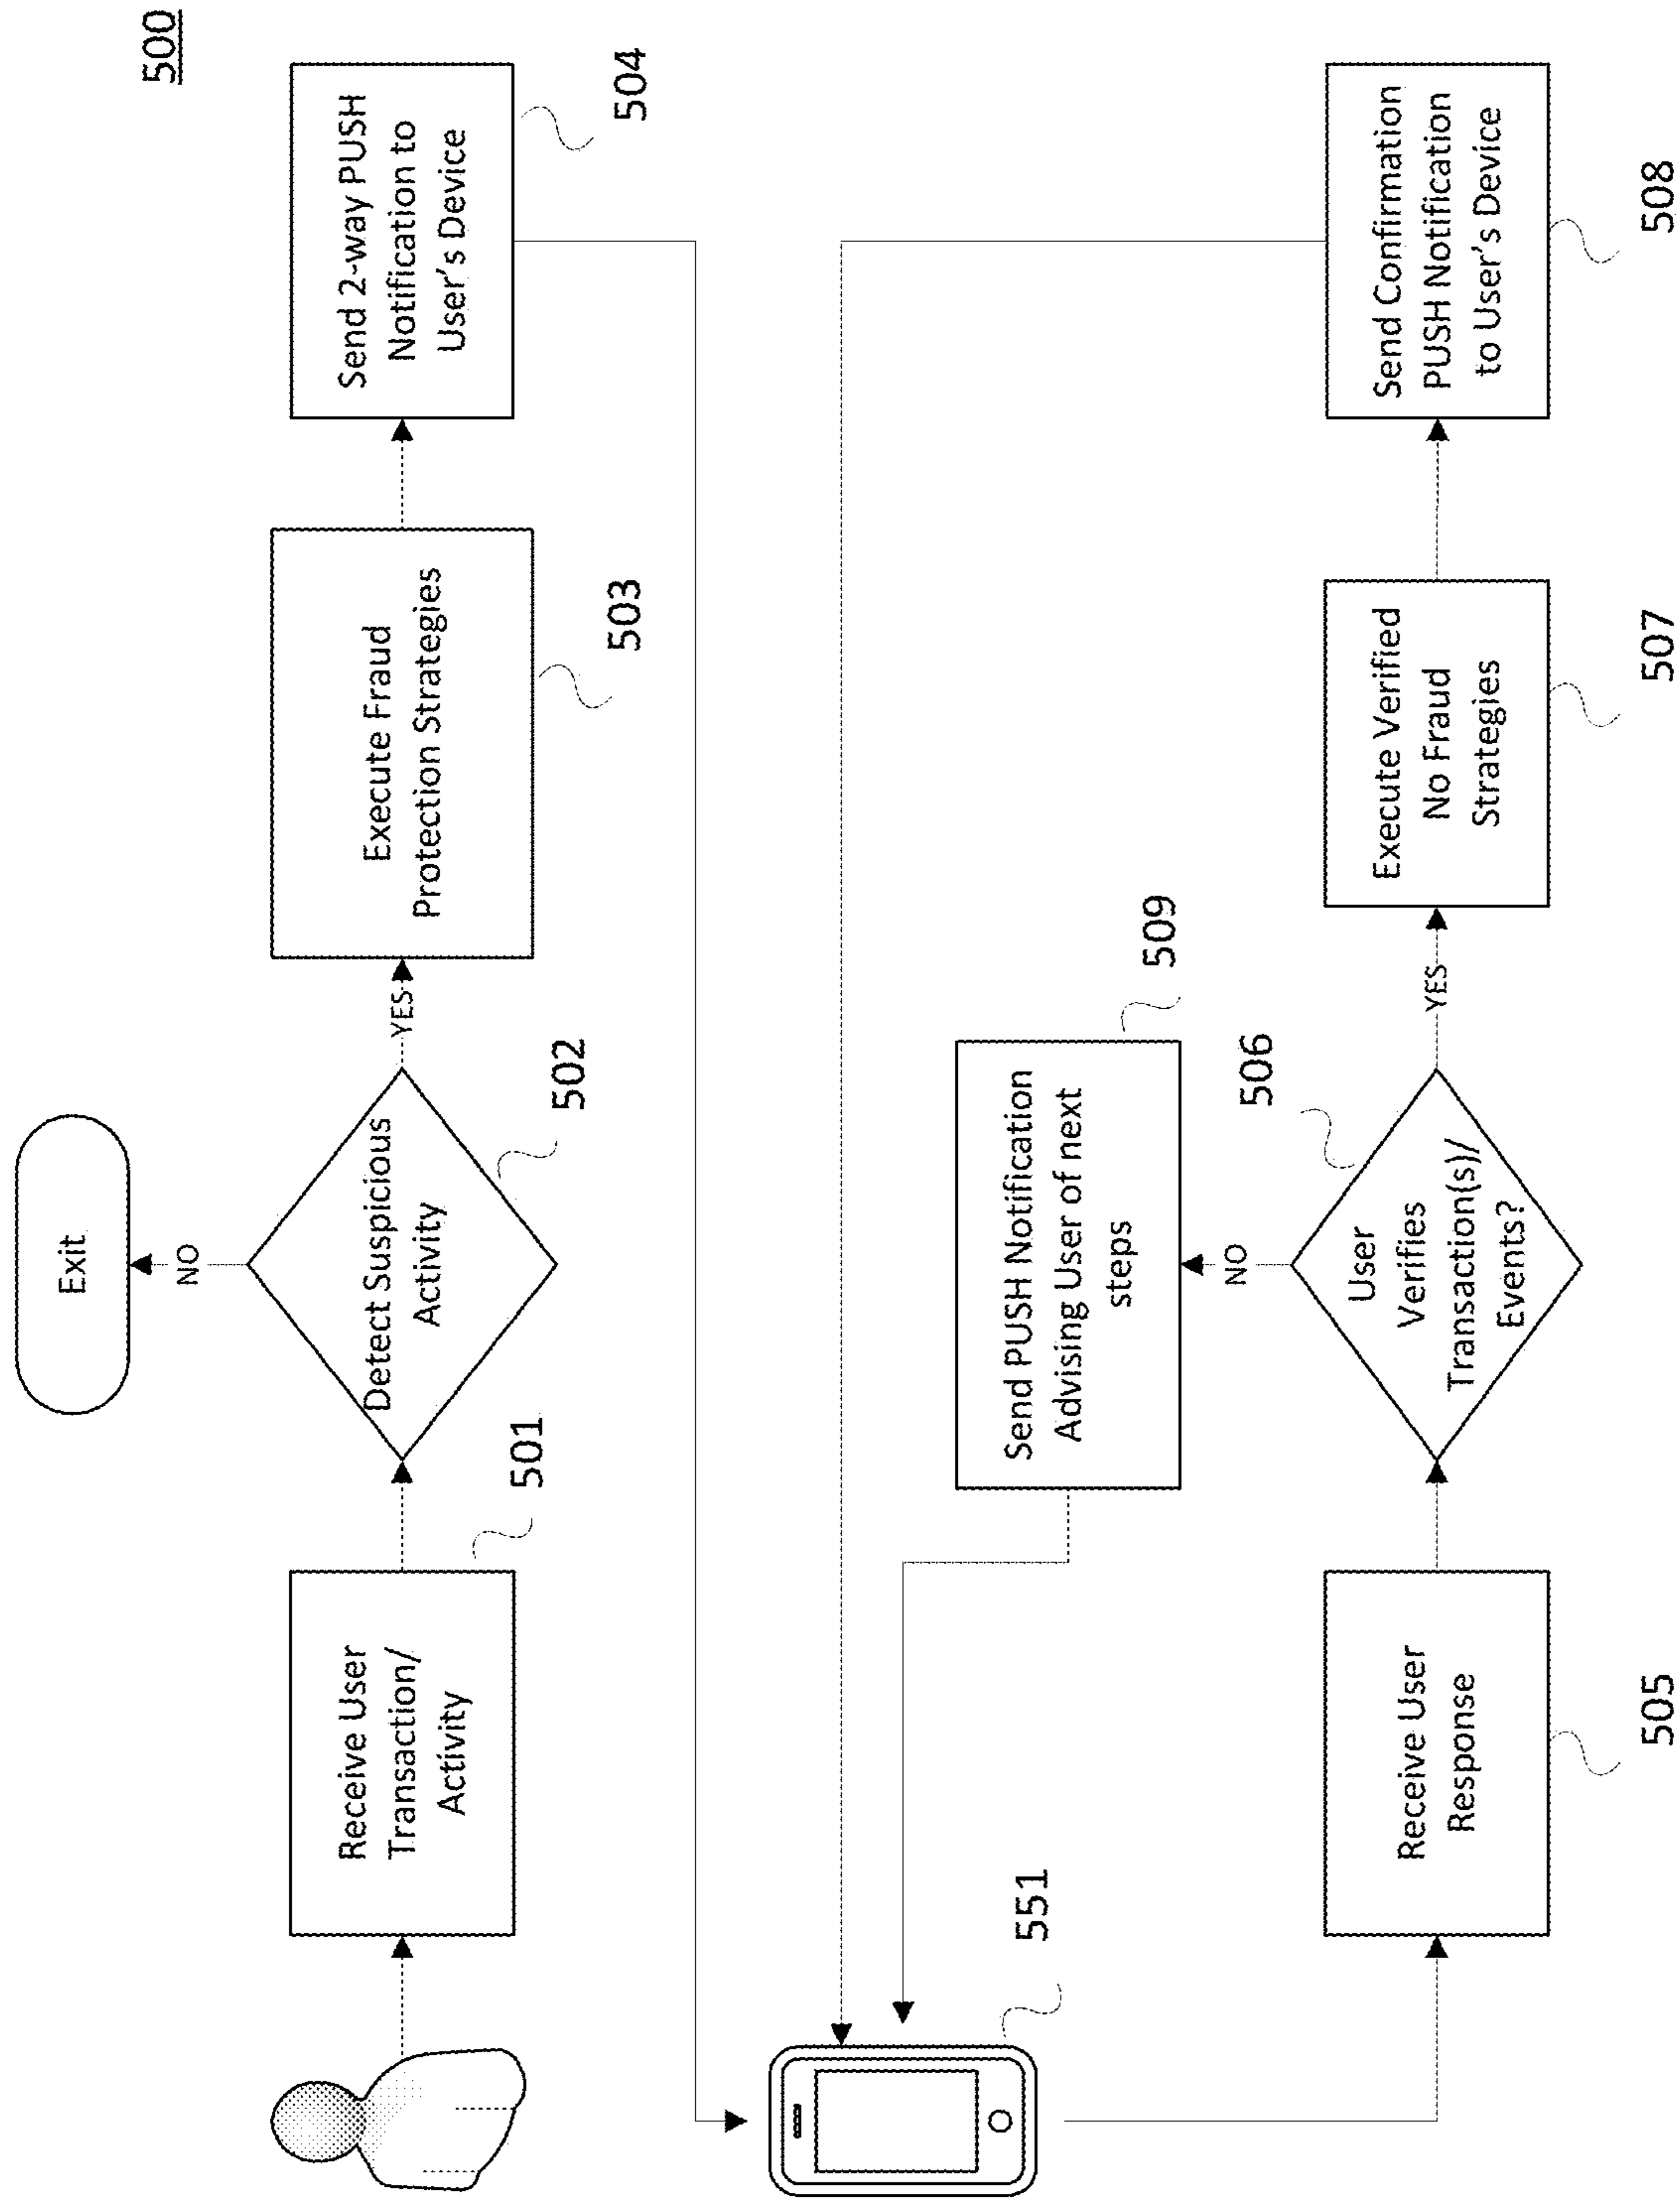 500
Exit
NO
Receive User
Transaction/
Activity
501
Detect Suspicious
Activity
502
YES
Execute Fraud
Protection Strategies
503
Send 2-way PUSH
Notification to
User's Device
504
551
Send PUSH Notification
Advising User of next
steps
509
NO
Receive User
Response
505
User
Verifies
Transaction(s)/
Events?
506
YES
Execute Verified
No Fraud
Strategies
507
Send Confirmation
PUSH Notification
to User's Device
508